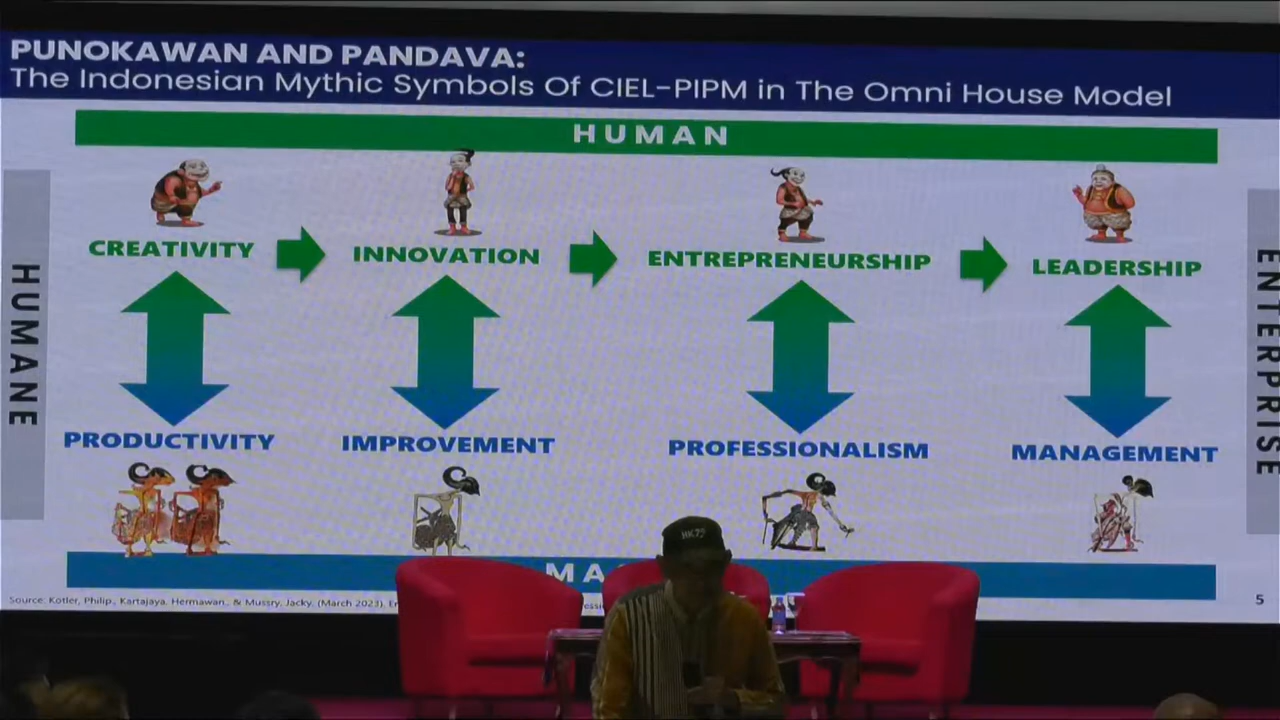 PUNOKAWAN AND PANDAVA:
The Indonesian Mythic Symbols Of CIEL-PIPM in The Omni House Model
HUMAN
HUMANE
ENTERPRISE
CREATIVITY
INNOVATION
ENTREPRENEURSHIP
LEADERSHIP
PRODUCTIVITY
IMPROVEMENT
PROFESSIONALISM
MANAGEMENT
Source: Kotler, Philip., Kartajaya. Hermawan., & Mussry, Jacky. (March 2023).
5